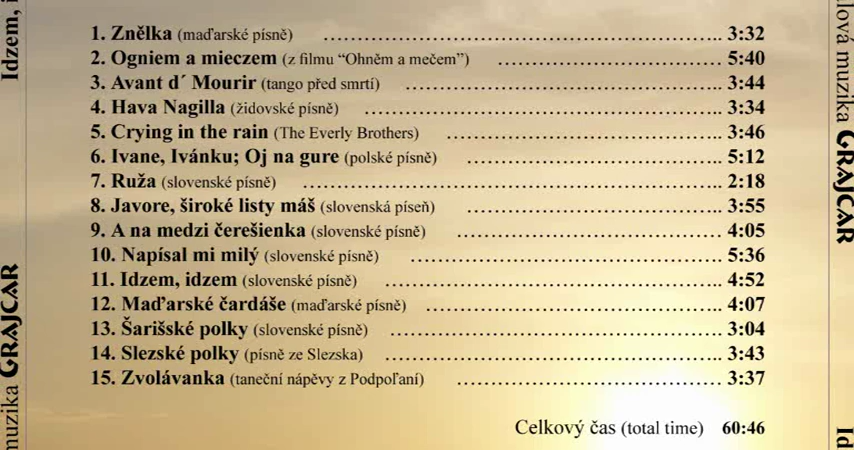 1. Znělka (maďarské písně) ........ 3:32
2. Ogniem a mieczem (z filmu “Ohněm a mečem”) ........ 5:40
3. Avant d´ Mourir (tango před smrtí) ........ 3:44
4. Hava Nagilla (židovské písně) ........ 3:34
5. Crying in the rain (The Everly Brothers) ........ 3:46
6. Ivane, Ivánku; Oj na gure (polské písně) ........ 5:12
7. Ruža (slovenské písně) ........ 2:18
8. Javore, široké listy máš (slovenská píseň) ........ 3:55
9. A na medzi čerešienka (slovenské písně) ........ 4:05
10. Napísal mi milý (slovenské písně) ........ 5:36
11. Idzem, idzem (slovenské písně) ........ 4:52
12. Maďarské čardáše (maďarské písně) ........ 4:07
13. Šarišské polky (slovenské písně) ........ 3:04
14. Slezské polky (písně ze Slezska) ........ 3:43
15. Zvolávanka (taneční nápěvy z Podpoľaní) ........ 3:37
Celkový čas (total time) 60:46
Idzem,
muzika GRAJCAR
muzika GRAJCAR